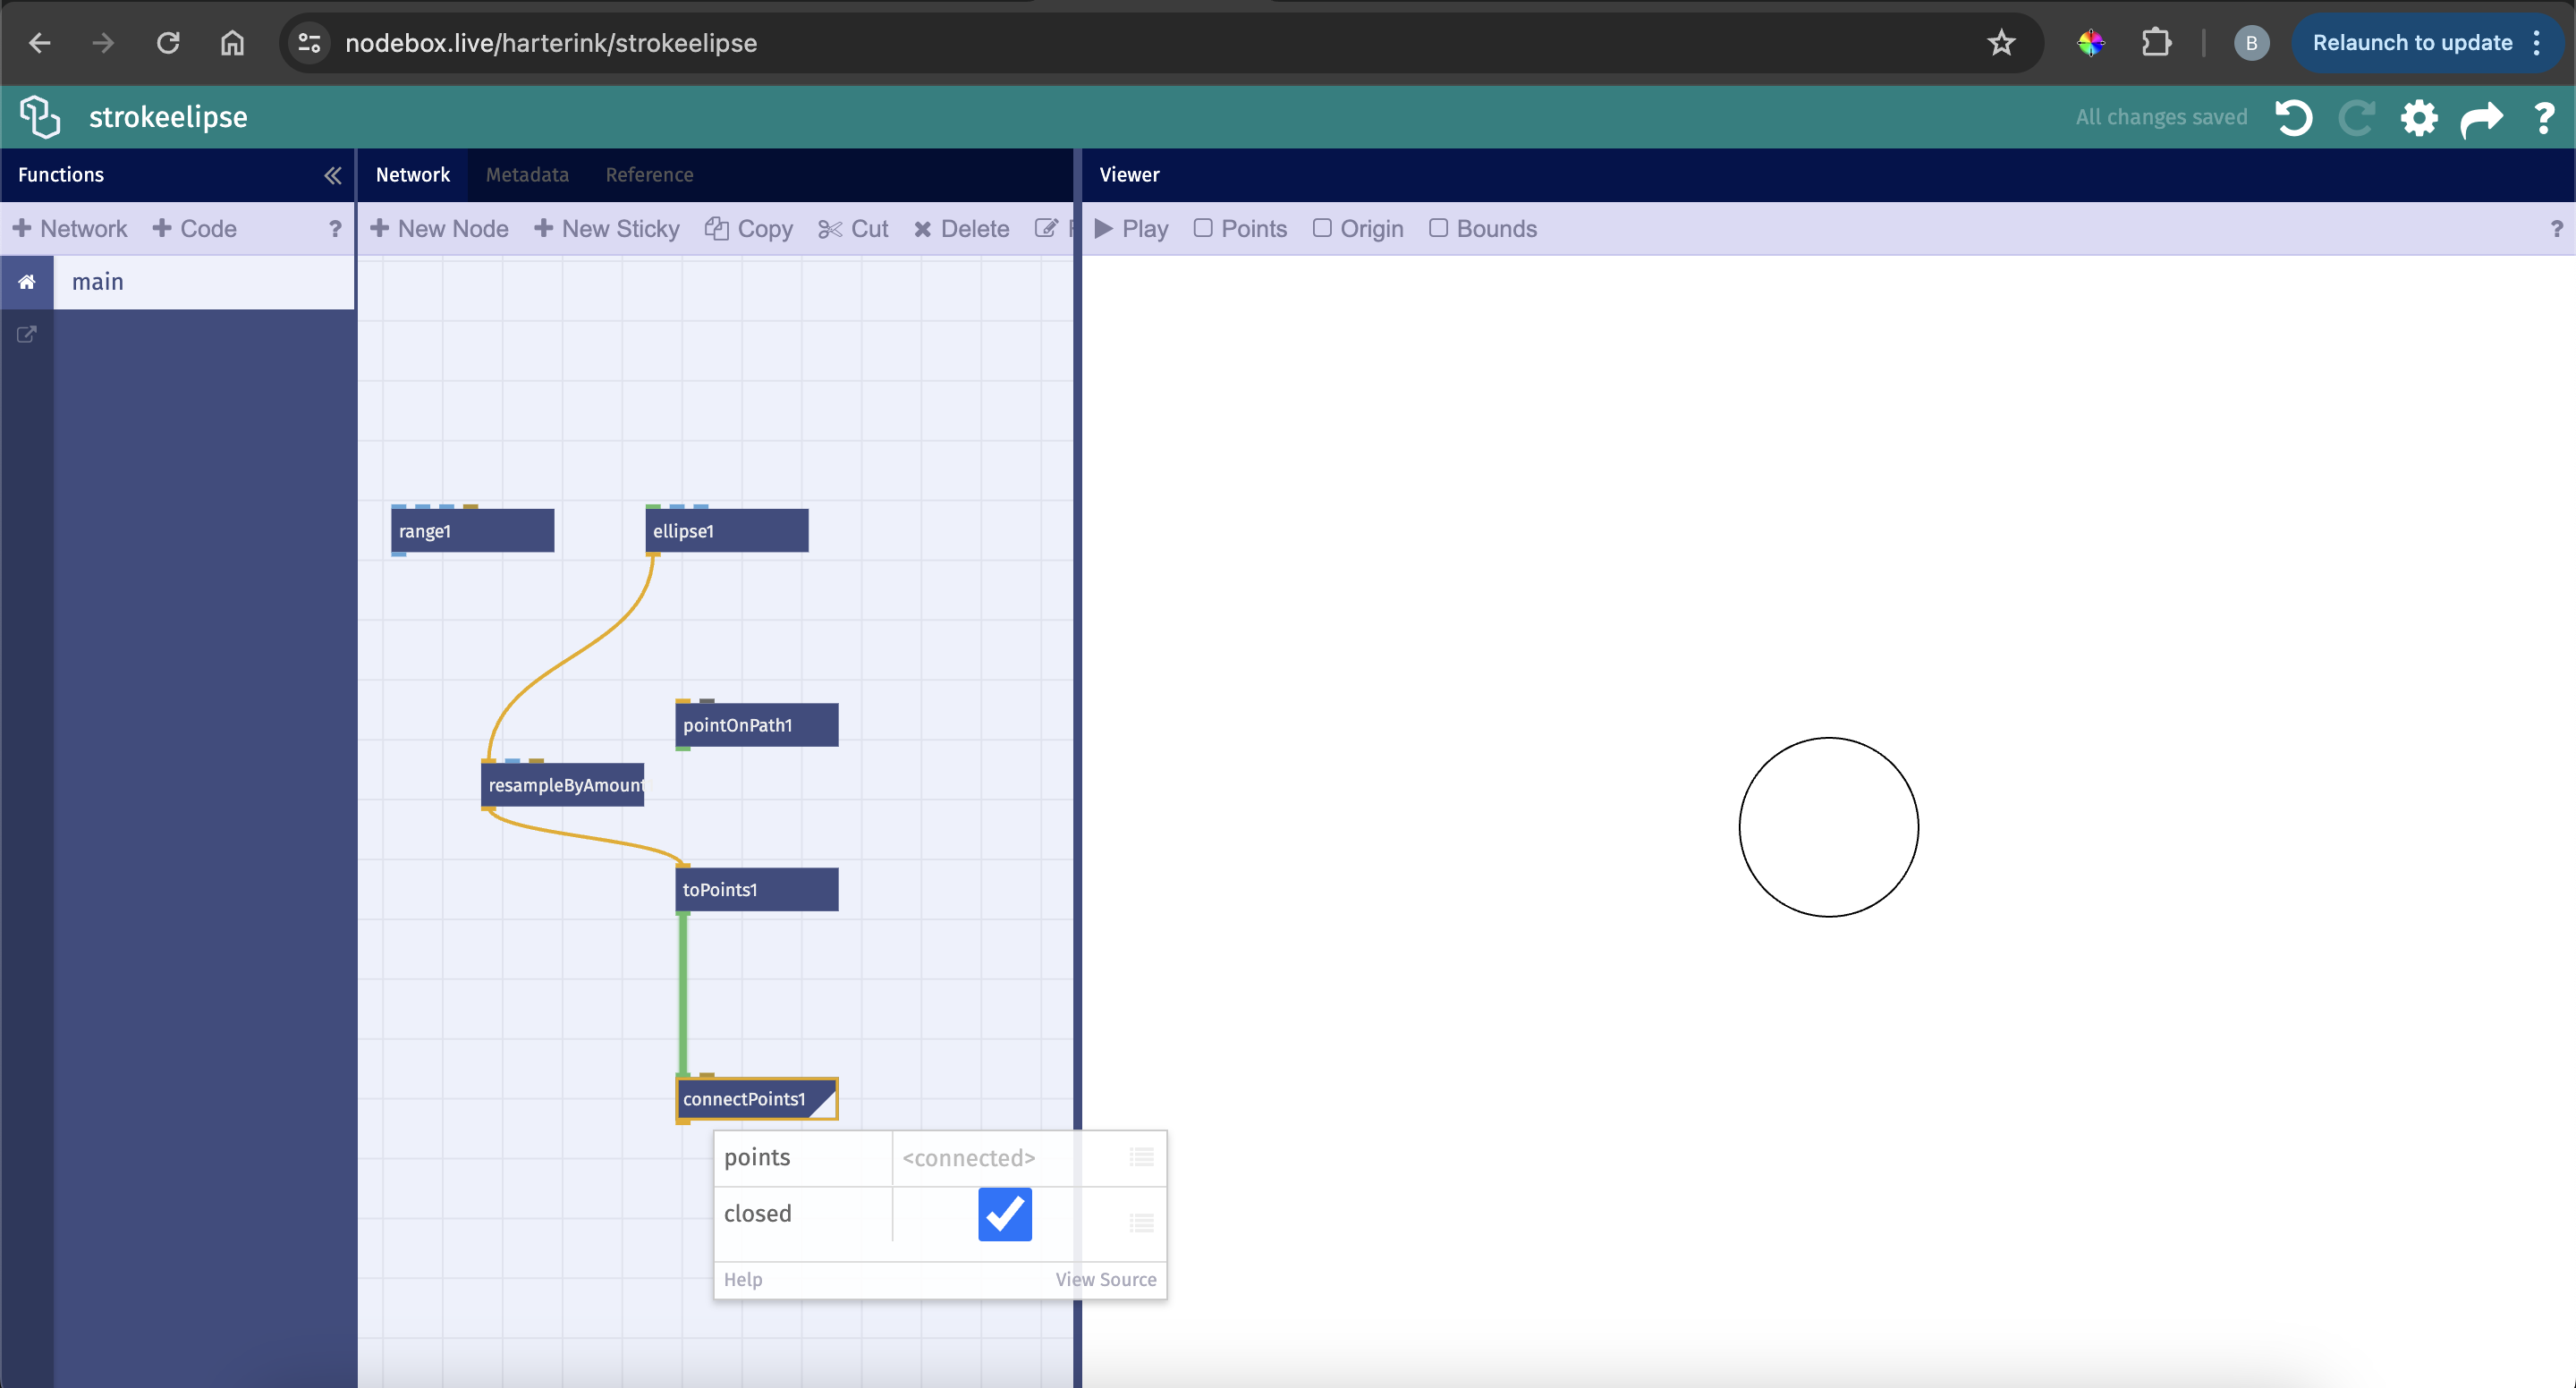 nodebox.live/harterink/strokeelipse
B
Relaunch to update
strokeelipse
All changes saved
?
Functions
Network Metadata Reference
Viewer
Network Code ?
New Node New Sticky Copy Cut Delete
Play Points Origin Bounds ?
main
range1
ellipse1
pointOnPath1
resampleByAmount
toPoints1
connectPoints1
points <connected>
closed
Help View Source